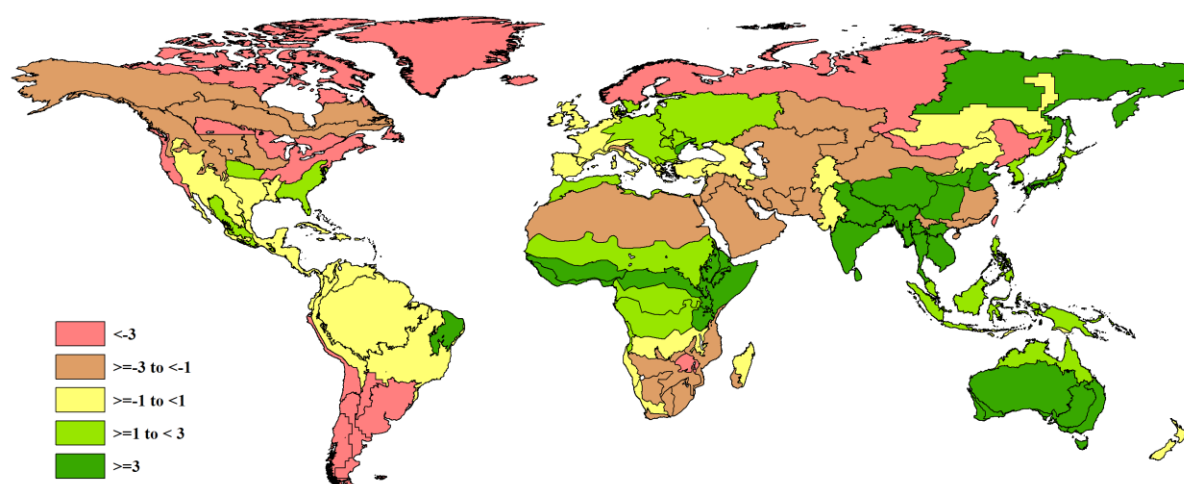 <-3
>=-3 to <-1
>=-1 to <1
>=1 to < 3
>=3